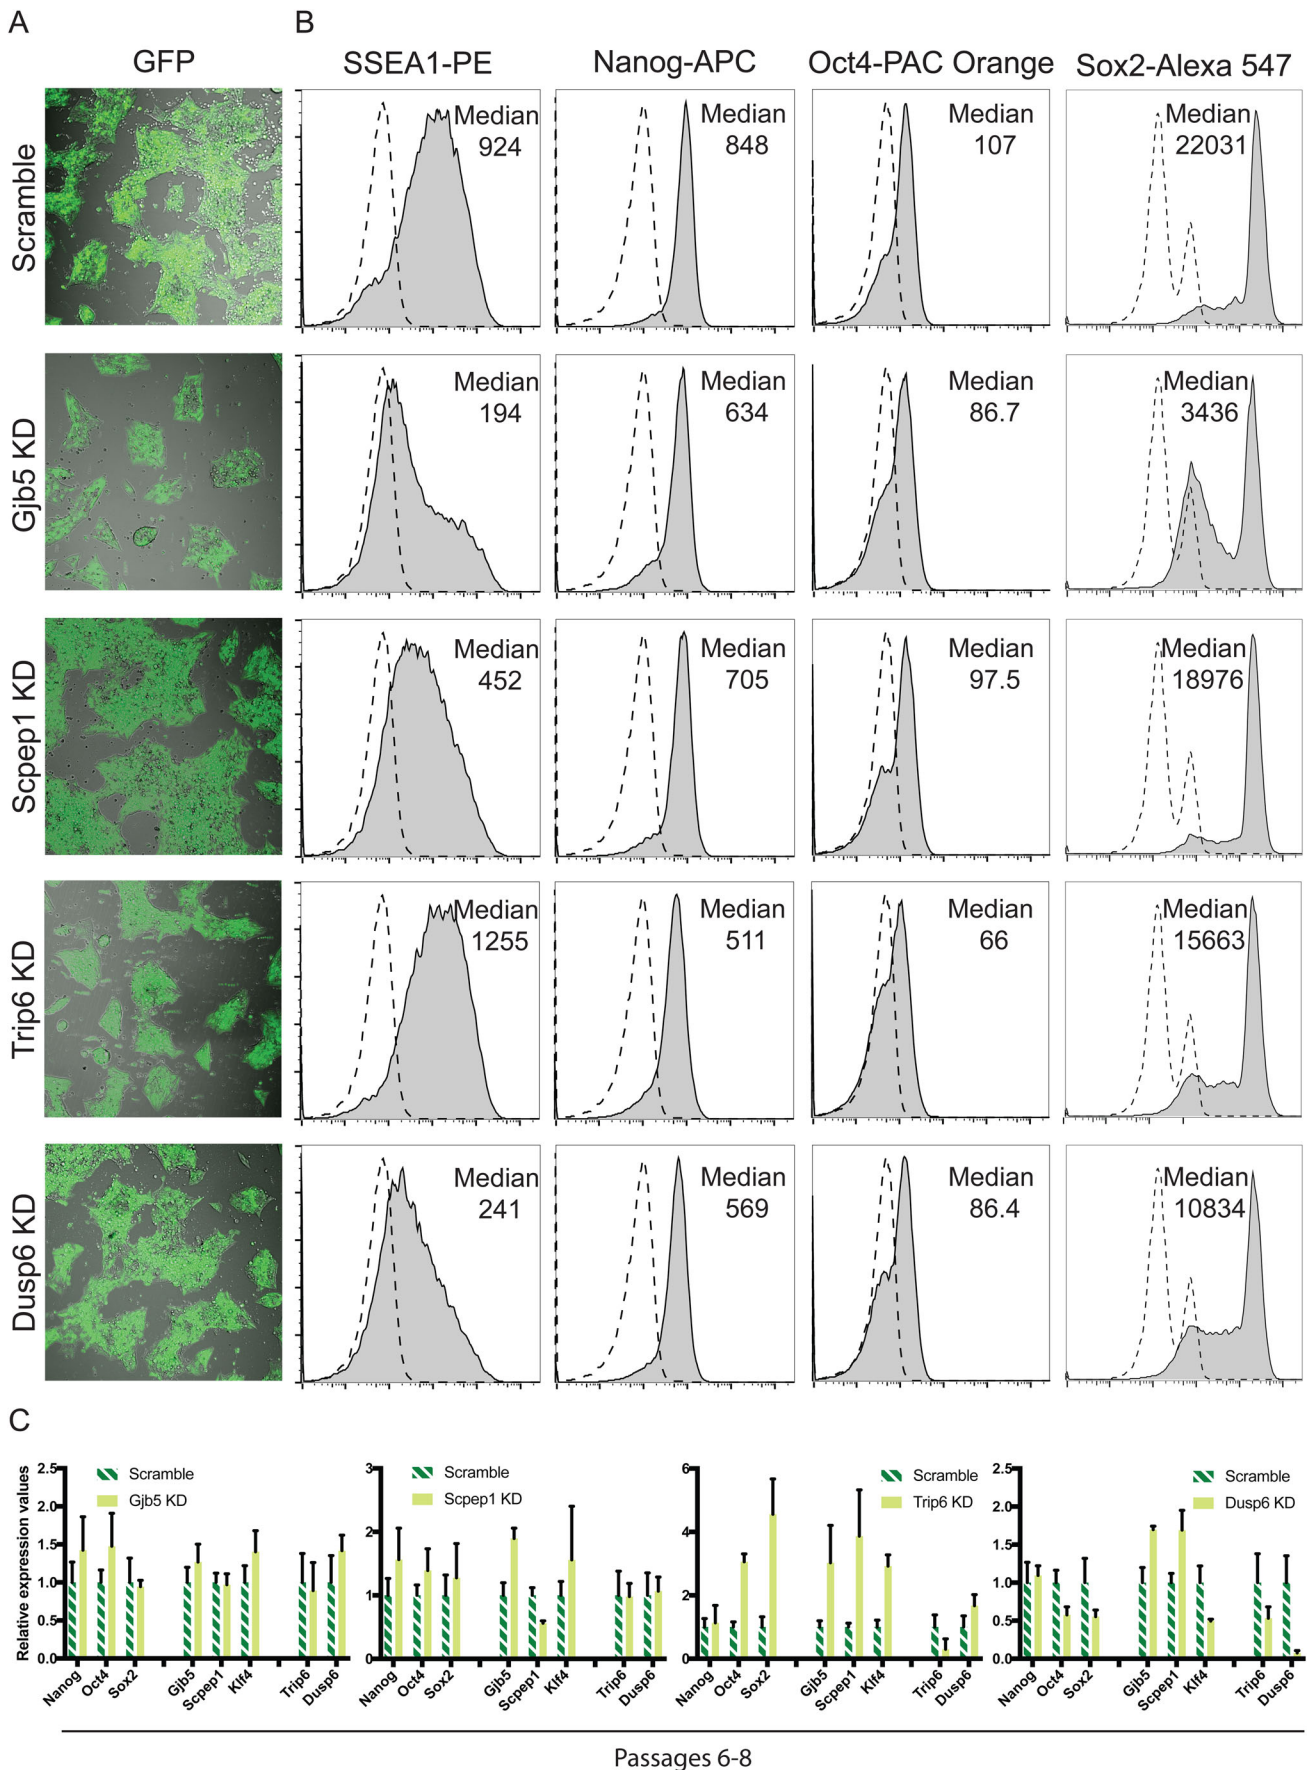 A
B
GFP
SSEA1-PE
Nanog-APC
Oct4-PAC Orange
Sox2-Alexa 547
Scramble
Median
924
Median
848
Median
107
Median
22031
Gjb5 KD
Median
194
Median
634
Median
86.7
Median
3436
Scpep1 KD
Median
452
Median
705
Median
97.5
Median
18976
Trip6 KD
Median
1255
Median
511
Median
66
Median
15663
Dusp6 KD
Median
241
Median
569
Median
86.4
Median
10834
C
Relative expression values
2.5
2.0
1.5
1.0
0.5
0.0
Scramble
Gjb5 KD
Nanog
Oct4
Sox2
Gjb5
Scpep1
Klf4
Trip6
Dusp6
3
2
1
0
Scramble
Scpep1 KD
Nanog
Oct4
Sox2
Gjb5
Scpep1
Klf4
Trip6
Dusp6
6
4
2
0
Scramble
Trip6 KD
Nanog
Oct4
Sox2
Gjb5
Scpep1
Klf4
Trip6
Dusp6
2.5
2.0
1.5
1.0
0.5
0.0
Scramble
Dusp6 KD
Nanog
Oct4
Sox2
Gjb5
Scpep1
Klf4
Trip6
Dusp6
Passages 6-8